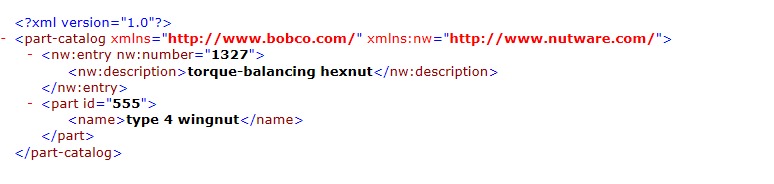 <?xml version="1.0"?>
- <part-catalog xmlns="http://www.bobco.com/" xmlns:nw="http://www.nutware.com/">
- <nw:entry nw:number="1327">
<nw:description>torque-balancing hexnut</nw:description>
</nw:entry>
- <part id="555">
<name>type 4 wingnut</name>
</part>
</part-catalog>